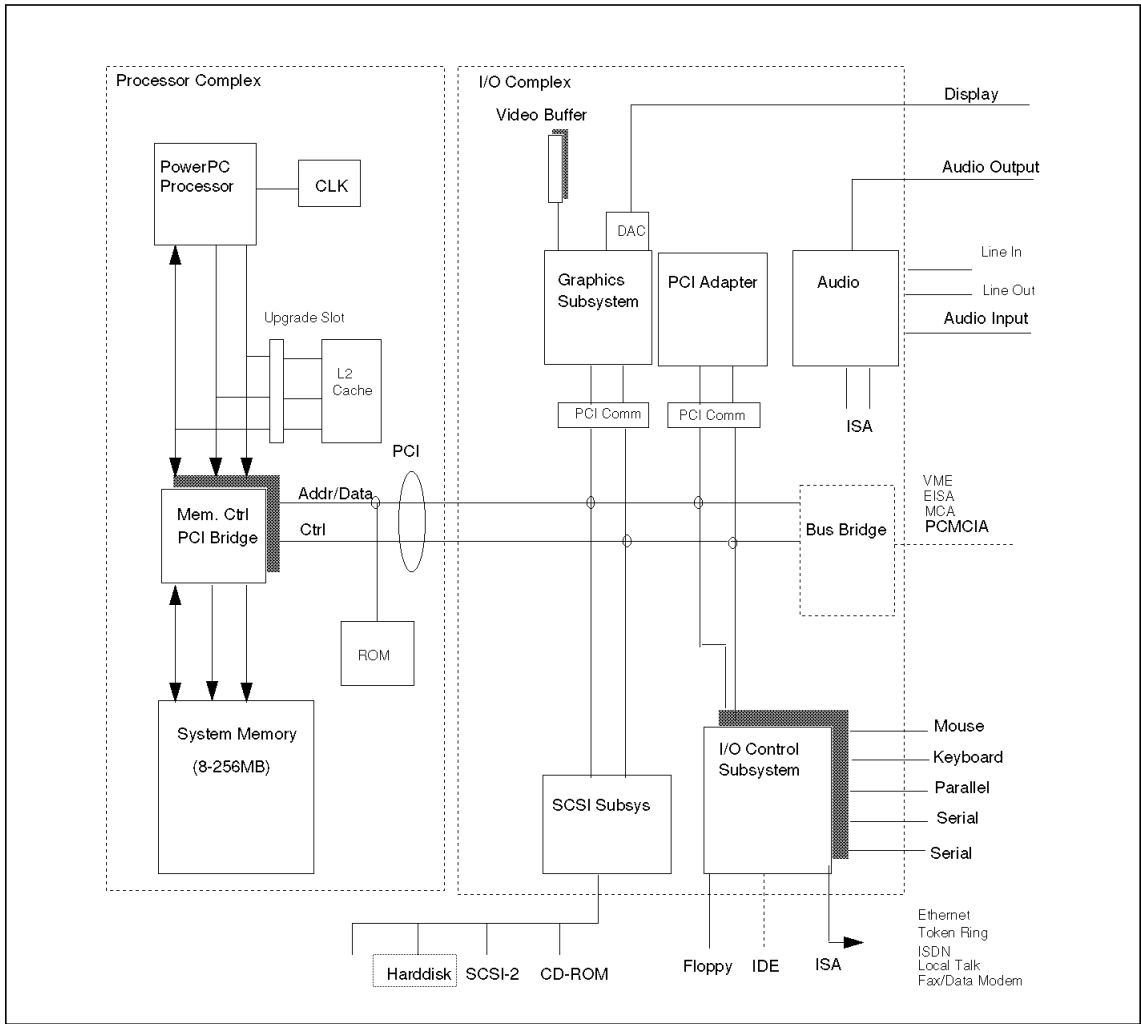 Processor Complex
I/O Complex
Display
Video Buffer
PowerPC
Processor
CLK
Audio Output
DAC
Graphics
Subsystem
PCI Adapter
Audio
Line In
Line Out
Audio Input
Upgrade Slot
L2
Cache
PCI Comm
PCI Comm
ISA
PCI
Addr/Data
Ctrl
Mem. Ctrl
PCI Bridge
Bus Bridge
VME
EISA
MCA
PCMCIA
ROM
System Memory
(8-256MB)
SCSI Subsys
I/O Control
Subsystem
Mouse
Keyboard
Parallel
Serial
Serial
Harddisk
SCSI-2
CD-ROM
Floppy
IDE
ISA
Ethernet
Token Ring
ISDN
Local Talk
Fax/Data Modem